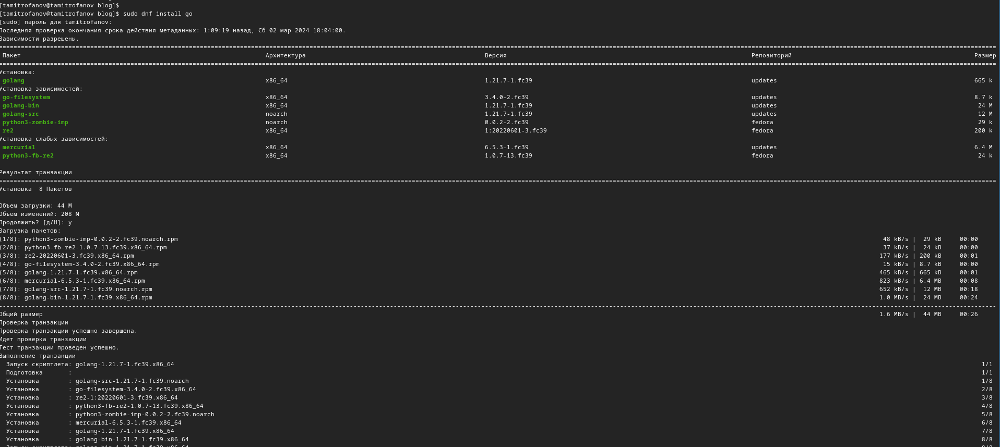 [tamitrofanov@tamitrofanov blog]$
[tamitrofanov@tamitrofanov blog]$ sudo dnf install go
[sudo] пароль для tamitrofanov:
Последняя проверка окончания срока действия метаданных: 1:09:19 назад, Сб 02 мар 2024 18:04:00.
Зависимости разрешены.
Пакет Архитектура Версия Репозиторий Размер
Установка:
golang x86_64 1.21.7-1.fc39 updates 665 k
Установка зависимостей:
go-filesystem x86_64 3.4.0-2.fc39 updates 8.7 k
golang-bin x86_64 1.21.7-1.fc39 updates 24 M
golang-src noarch 1.21.7-1.fc39 updates 12 M
python3-zombie-imp noarch 0.0.2-2.fc39 fedora 29 k
re2 x86_64 1:20220601-3.fc39 fedora 200 k
Установка слабых зависимостей:
mercurial x86_64 6.5.3-1.fc39 updates 6.4 M
python3-fb-re2 x86_64 1.0.7-13.fc39 fedora 24 k
Результат транзакции
Установка  8 Пакетов
Объем загрузки: 44 M
Объем изменений: 208 M
Продолжить? [д/Н]: y
Загрузка пакетов:
(1/8): python3-zombie-imp-0.0.2-2.fc39.noarch.rpm 48 kB/s | 29 kB 00:00
(2/8): python3-fb-re2-1.0.7-13.fc39.x86_64.rpm 37 kB/s | 24 kB 00:00
(3/8): re2-20220601-3.fc39.x86_64.rpm 177 kB/s | 200 kB 00:01
(4/8): go-filesystem-3.4.0-2.fc39.x86_64.rpm 15 kB/s | 8.7 kB 00:00
(5/8): golang-1.21.7-1.fc39.x86_64.rpm 465 kB/s | 665 kB 00:01
(6/8): mercurial-6.5.3-1.fc39.x86_64.rpm 823 kB/s | 6.4 MB 00:08
(7/8): golang-src-1.21.7-1.fc39.noarch.rpm 652 kB/s | 12 MB 00:18
(8/8): golang-bin-1.21.7-1.fc39.x86_64.rpm 1.0 MB/s | 24 MB 00:24
Общий размер 1.6 MB/s | 44 MB 00:26
Проверка транзакции
Проверка транзакции успешно завершена.
Идет проверка транзакции
Тест транзакции проведен успешно.
Выполнение транзакции
Запуск скриптлета: golang-1.21.7-1.fc39.x86_64 1/1
Подготовка : 1/1
Установка : golang-src-1.21.7-1.fc39.noarch 1/8
Установка : go-filesystem-3.4.0-2.fc39.x86_64 2/8
Установка : re2-1:20220601-3.fc39.x86_64 3/8
Установка : python3-fb-re2-1.0.7-13.fc39.x86_64 4/8
Установка : python3-zombie-imp-0.0.2-2.fc39.noarch 5/8
Установка : mercurial-6.5.3-1.fc39.x86_64 6/8
Установка : golang-1.21.7-1.fc39.x86_64 7/8
Установка : golang-bin-1.21.7-1.fc39.x86_64 8/8